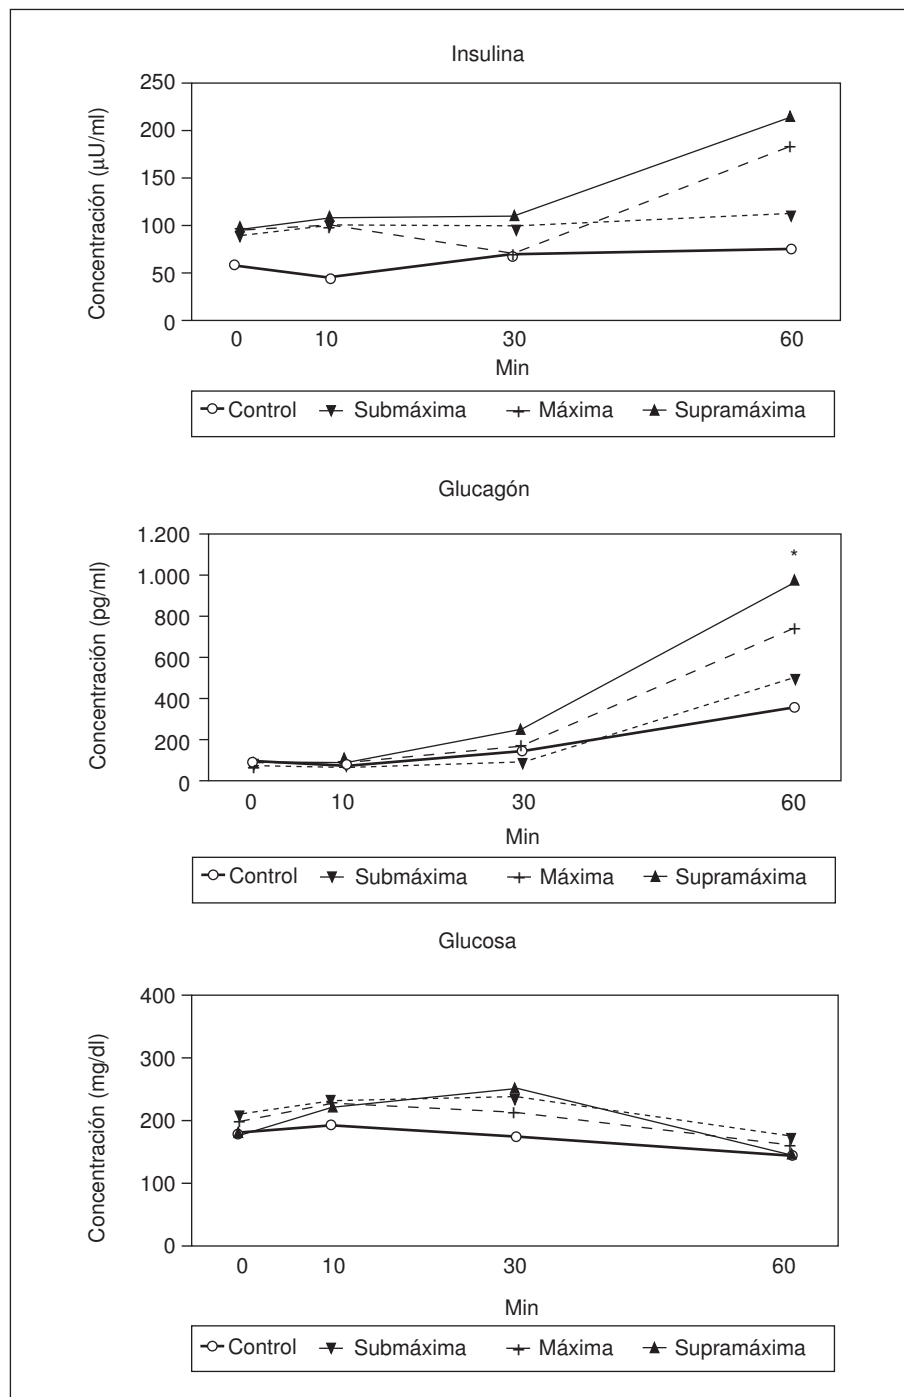 Insulina
Concentración (µU/ml)
250
200
150
100
50
0
0 10 30 60
Min
Control Submáxima Máxima Supramáxima
Glucagón
Concentración (pg/ml)
1.200
1.000
800
600
400
200
0
*
0 10 30 60
Min
Control Submáxima Máxima Supramáxima
Glucosa
Concentración (mg/dl)
400
300
200
100
0
0 10 30 60
Min
Control Submáxima Máxima Supramáxima